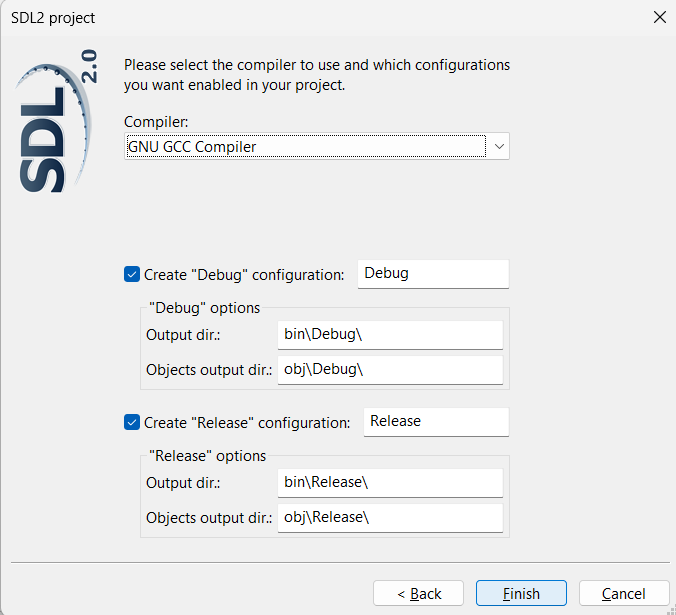 SDL2 project
SDL 2.0
Please select the compiler to use and which configurations
you want enabled in your project.
Compiler:
GNU GCC Compiler
Create "Debug" configuration: Debug
"Debug" options
Output dir.: bin\Debug\
Objects output dir.: obj\Debug\
Create "Release" configuration: Release
"Release" options
Output dir.: bin\Release\
Objects output dir.: obj\Release\
< Back Finish Cancel